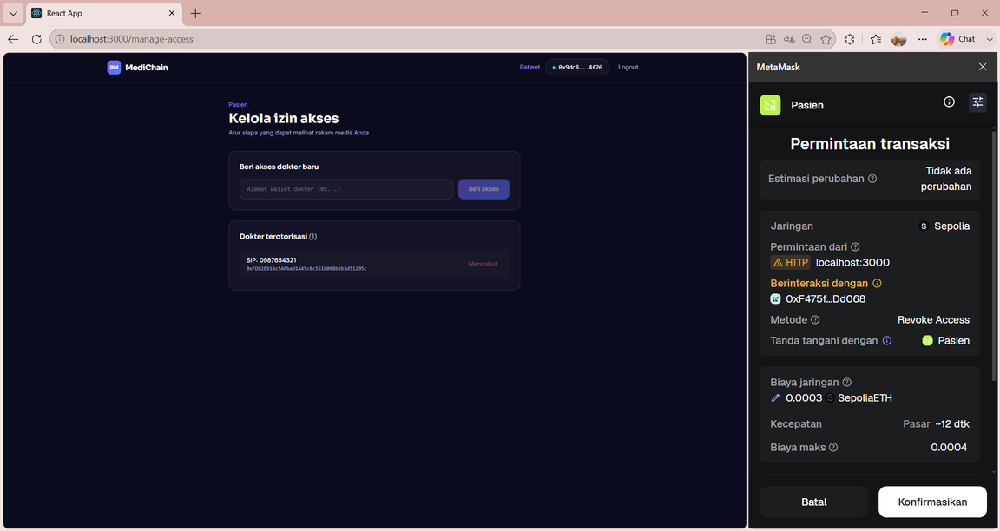 React App
localhost:3000/manage-access
Chat
RM MediChain
Patient
0x9dc8...4f26
Logout
Pasien
Kelola izin akses
Atur siapa yang dapat melihat rekam medis Anda
Beri akses dokter baru
Alamat wallet dokter (0x...)
Beri akses
Dokter terotorisasi (1)
SIP: 0987654321
Mencabut...
MetaMask
Pasien
Permintaan transaksi
Estimasi perubahan
Tidak ada
perubahan
Jaringan
S Sepolia
Permintaan dari
HTTP localhost:3000
Berinteraksi dengan
0xF475f...Dd068
Metode
Revoke Access
Tanda tangani dengan
Pasien
Biaya jaringan
0.0003 S SepoliaETH
Kecepatan
Pasar ~12 dtk
Biaya maks
0.0004
Batal
Konfirmasikan